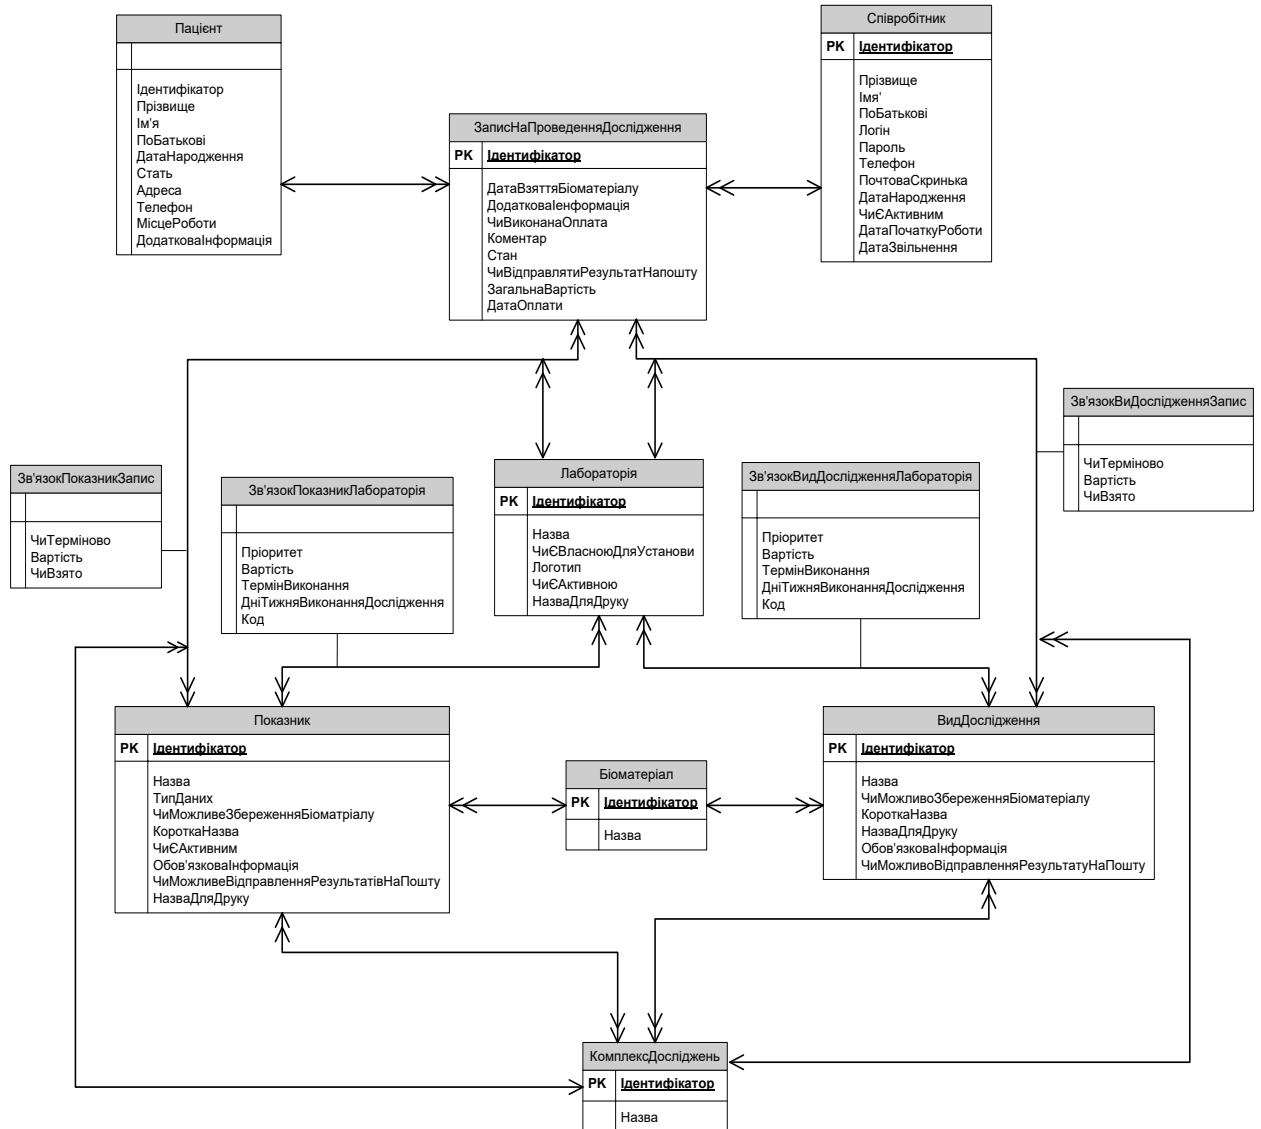 Пацієнт
Ідентифікатор
Прізвище
Ім'я
ПоБатькові
ДатаНародження
Стать
Адреса
Телефон
МісцеРоботи
ДодатковаІнформація
Співробітник
PK Ідентифікатор
Прізвище
Імя'
ПоБатькові
Логін
Пароль
Телефон
ПочтоваСкринька
ДатаНародження
ЧиЄАктивним
ДатаПочаткуРоботи
ДатаЗвільнення
ЗаписНаПроведенняДослідження
PK Ідентифікатор
ДатаВзяттяБіоматеріалу
ДодатковаІенформація
ЧиВиконанаОплата
Коментар
Стан
ЧиВідправлятиРезультатНапошту
ЗагальнаВартість
ДатаОплати
Зв'язокВиДослідженняЗапис
ЧиТерміново
Вартість
ЧиВзято
Зв'язокПоказникЗапис
ЧиТерміново
Вартість
ЧиВзято
Зв'язокПоказникЛабораторія
Пріоритет
Вартість
ТермінВиконання
ДніТижняВиконанняДослідження
Код
Лабораторія
PK Ідентифікатор
Назва
ЧиЄВласноюДляУстанови
Логотип
ЧиЄАктивною
НазваДляДруку
Зв'язокВидДослідженняЛабораторія
Пріоритет
Вартість
ТермінВиконання
ДніТижняВиконанняДослідження
Код
Показник
PK Ідентифікатор
Назва
ТипДаних
ЧиМожливеЗбереженняБіоматріалу
КороткаНазва
ЧиЄАктивним
Обов'язковаІнформація
ЧиМожливеВідправленняРезультатівНаПошту
НазваДляДруку
Біоматеріал
PK Ідентифікатор
Назва
ВидДослідження
PK Ідентифікатор
Назва
ЧиМожливоЗбереженняБіоматеріалу
КороткаНазва
НазваДляДруку
Обов'язковаІнформація
ЧиМожливоВідправленняРезультатуНаПошту
КомплексДосліджень
PK Ідентифікатор
Назва